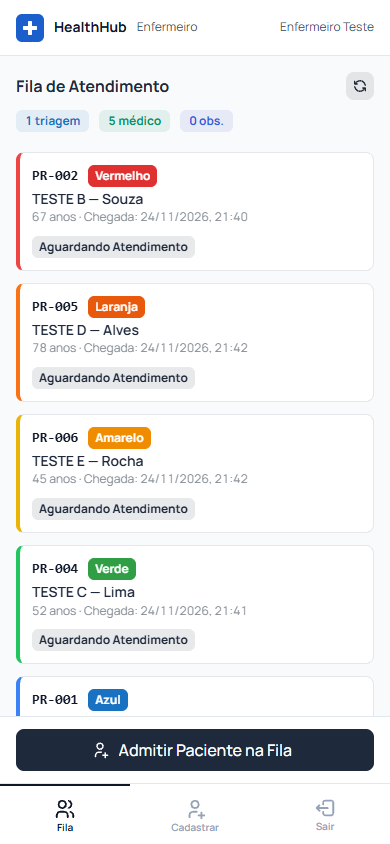 HealthHub Enfermeiro Enfermeiro Teste
Fila de Atendimento
1 triagem 5 médico 0 obs.
PR-002 Vermelho
TESTE B — Souza
67 anos · Chegada: 24/11/2026, 21:40
Aguardando Atendimento
PR-005 Laranja
TESTE D — Alves
78 anos · Chegada: 24/11/2026, 21:42
Aguardando Atendimento
PR-006 Amarelo
TESTE E — Rocha
45 anos · Chegada: 24/11/2026, 21:42
Aguardando Atendimento
PR-004 Verde
TESTE C — Lima
52 anos · Chegada: 24/11/2026, 21:41
Aguardando Atendimento
PR-001 Azul
Admitir Paciente na Fila
Fila Cadastrar Sair